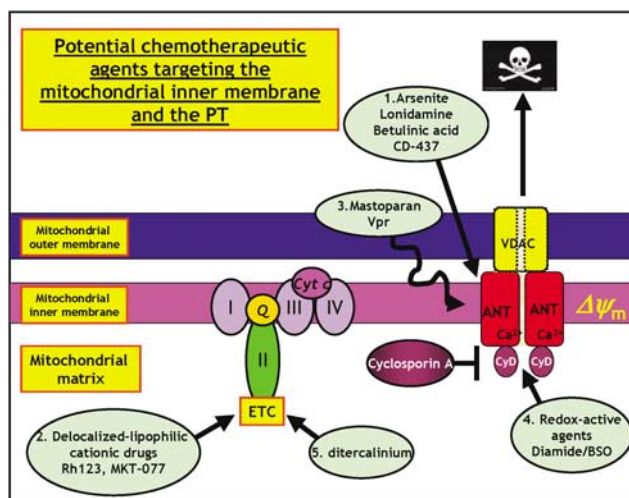 Potential chemotherapeutic
agents targeting the
mitochondrial inner membrane
and the PT
1.Arsenite
Lonidamine
Betulinic acid
CD-437
3.Mastoparan
Vpr
Mitochondrial
outer membrane
VDAC
Cyt c
Mitochondrial
inner membrane
I
Q
III
IV
ANT
ANT
Δψm
Ca2+
Ca2+
II
Mitochondrial
matrix
Cyclosporin A
CyD
CyD
ETC
2. Delocalized-lipophilic
cationic drugs
Rh123, MKT-077
5. ditercalinium
4. Redox-active
agents
Diamide/BSO